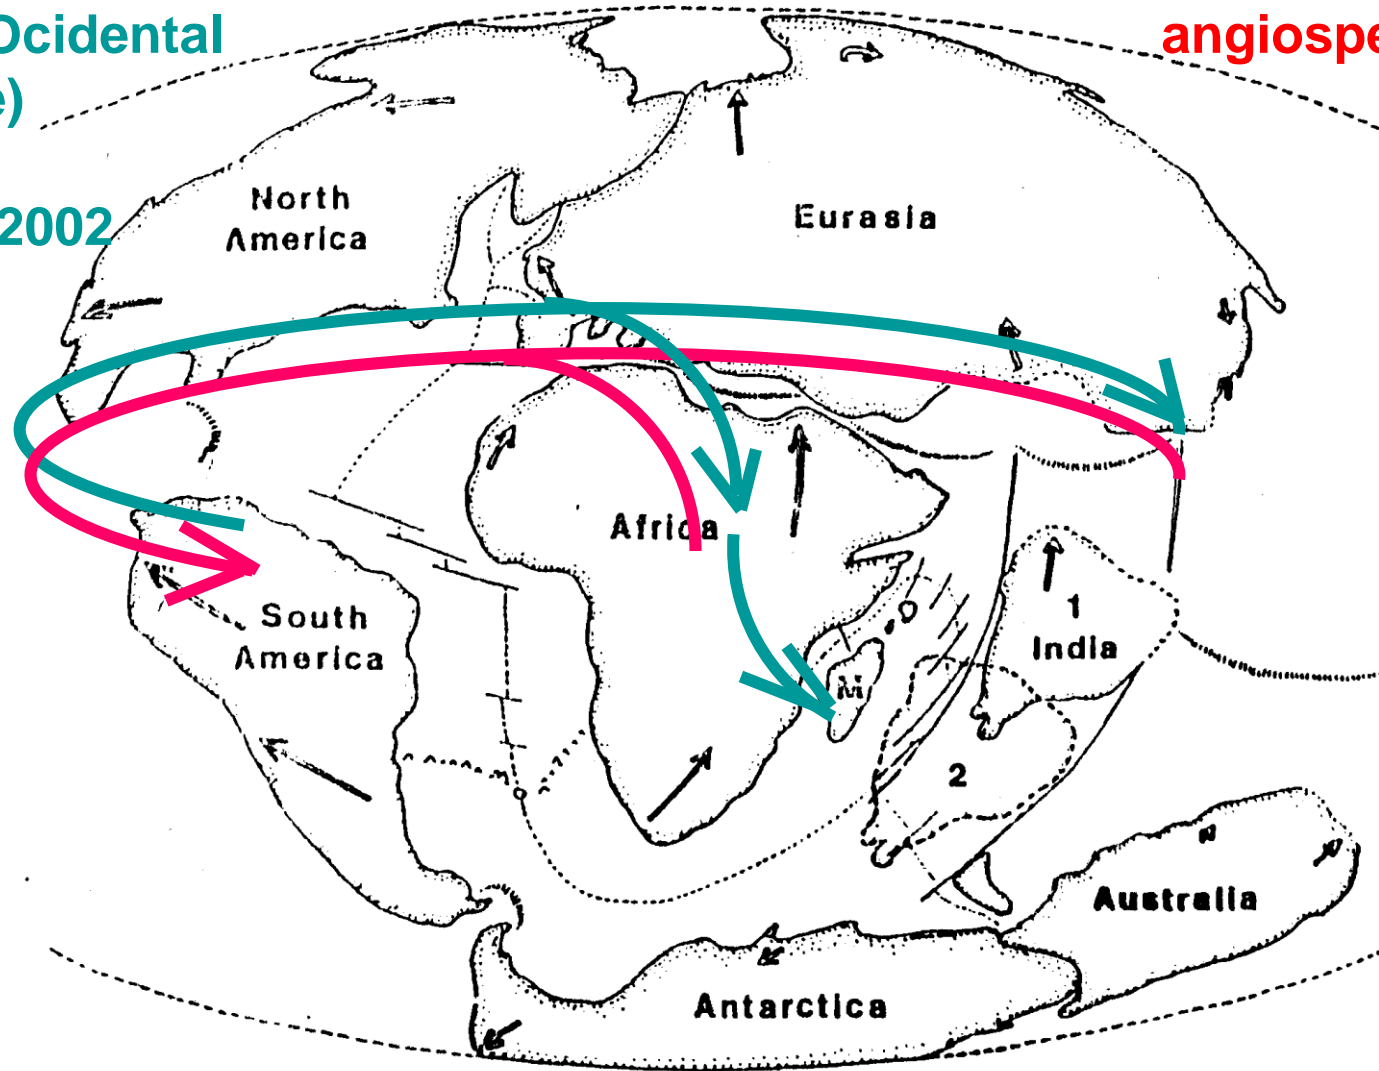 Ocidental
angiospe
e)
2002
North
America
Eurasia
Africa
South
America
1
India
M
2
Australia
Antarctica